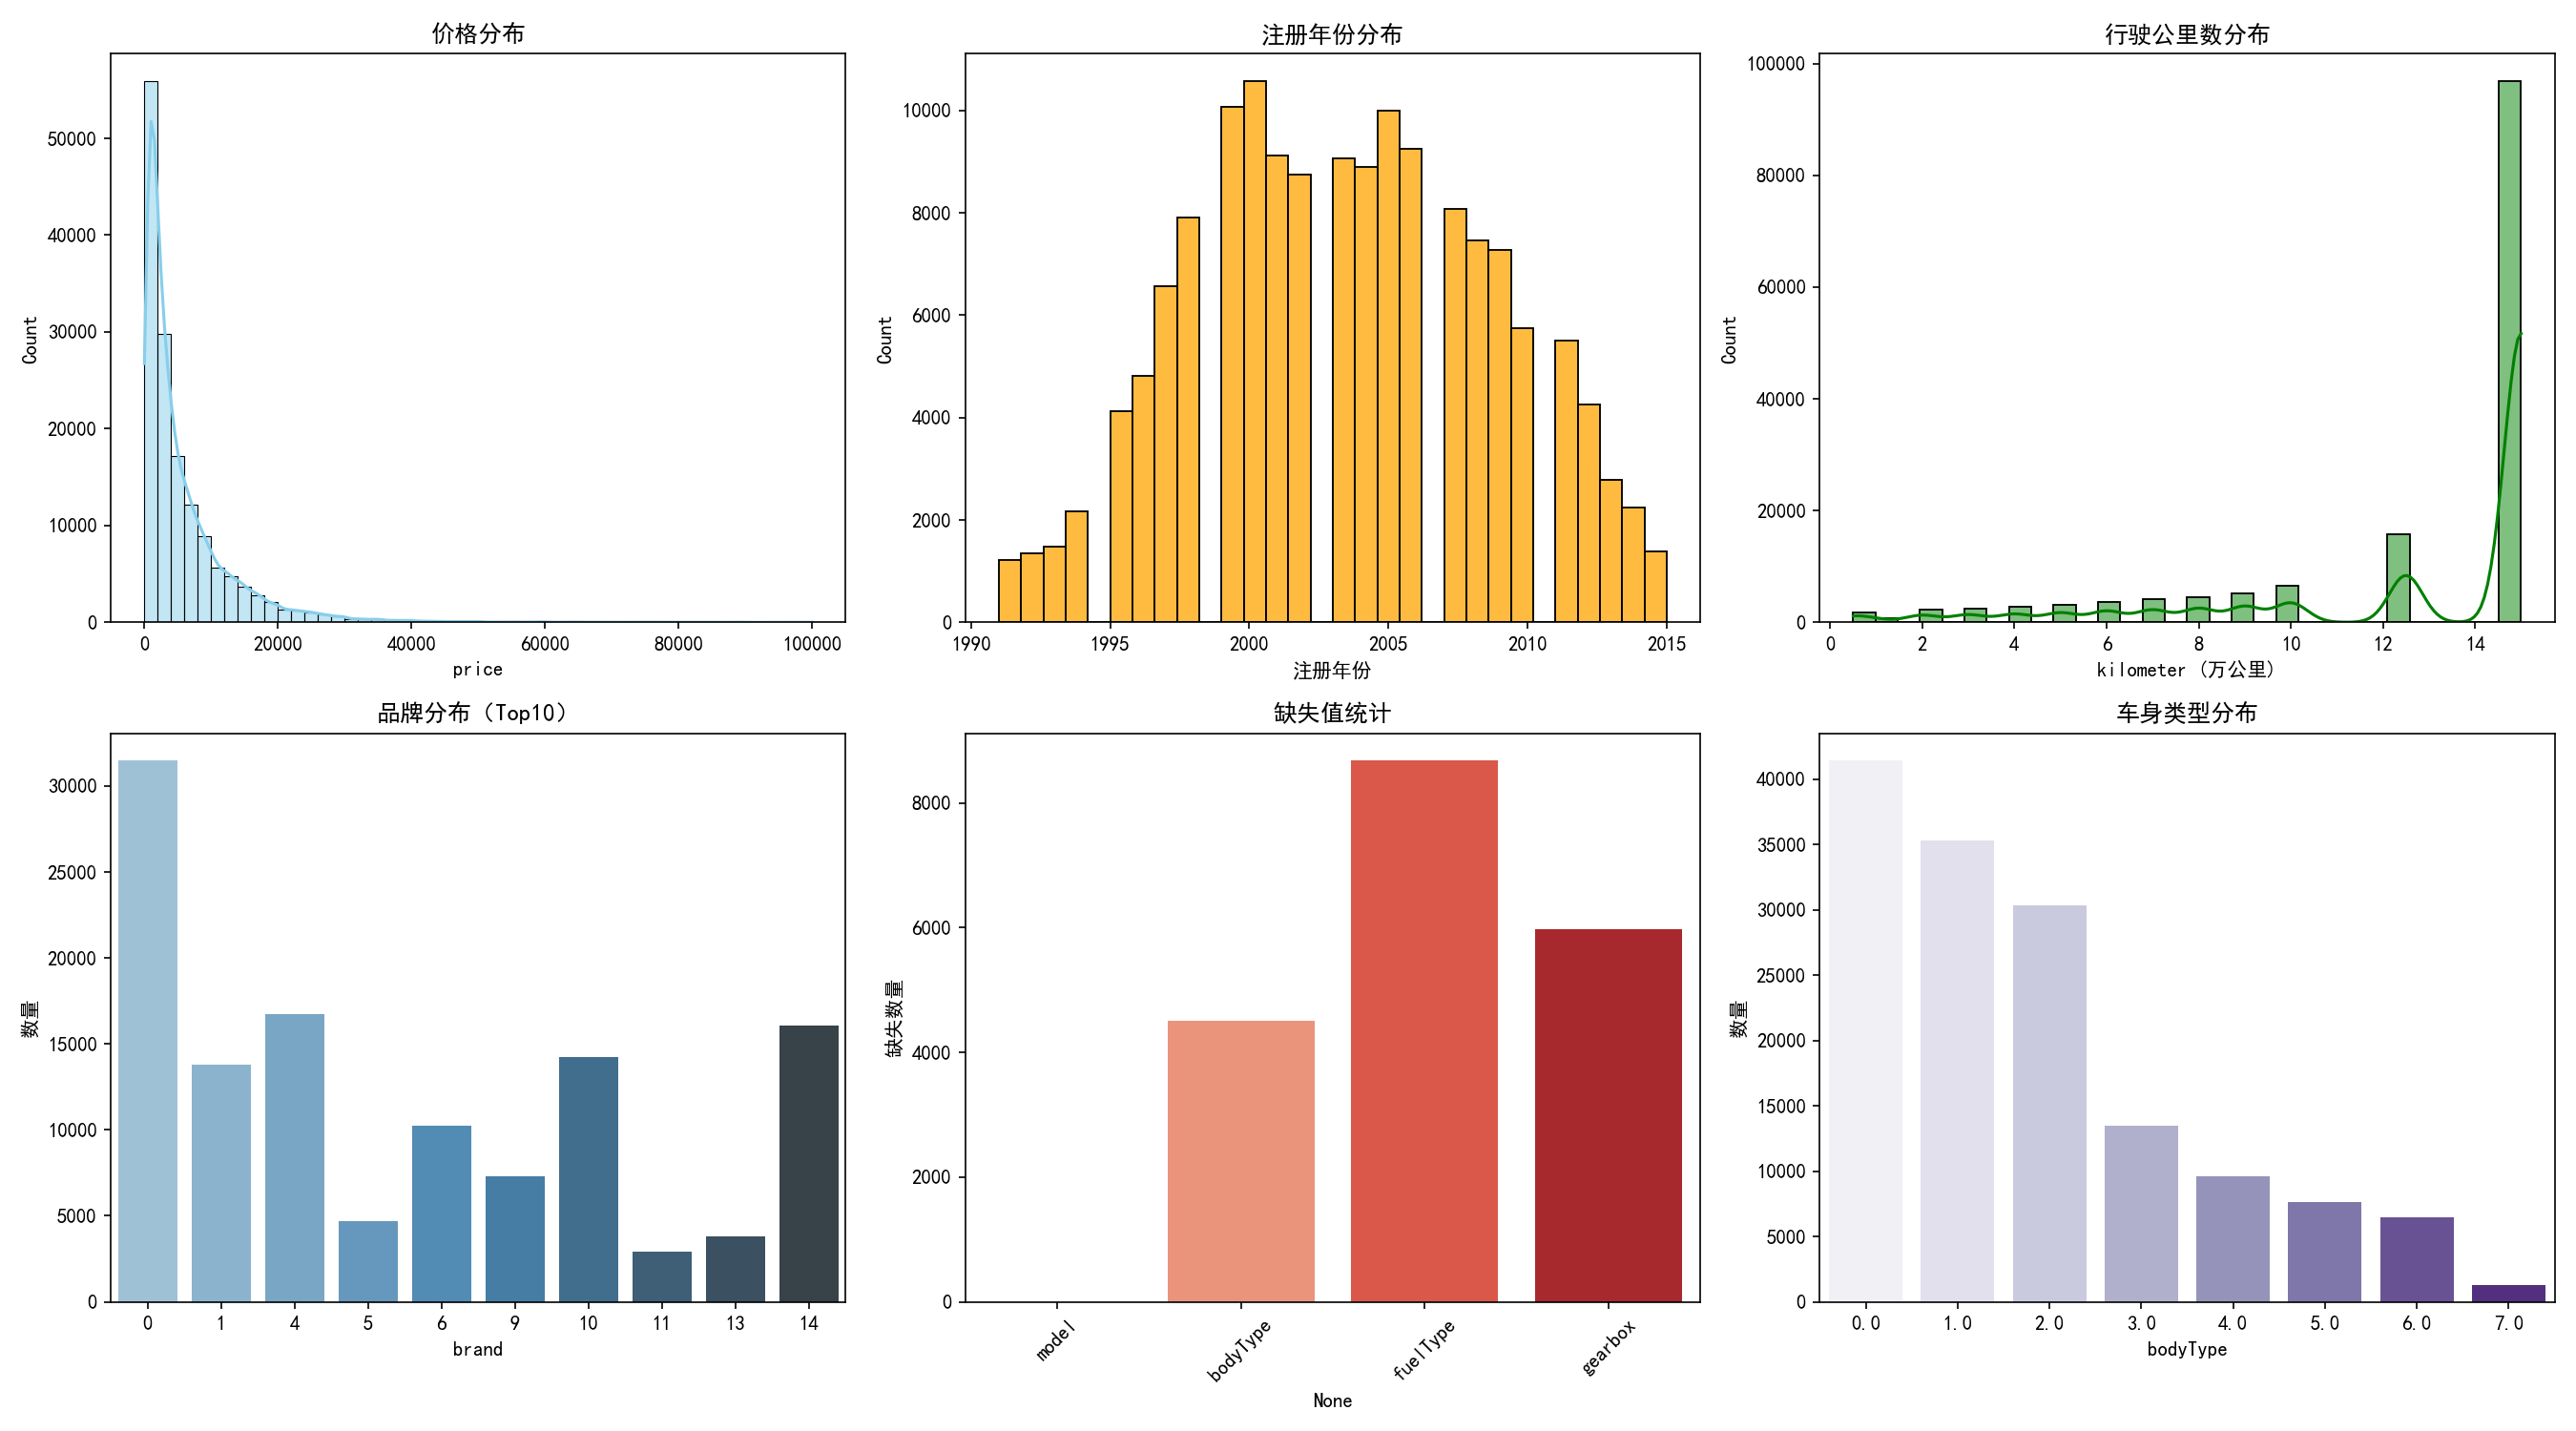 价格分布
Count
50000
40000
30000
20000
10000
0
0 20000 40000 60000 80000 100000
price
注册年份分布
Count
10000
8000
6000
4000
2000
0
1990 1995 2000 2005 2010 2015
注册年份
行驶公里数分布
Count
100000
80000
60000
40000
20000
0
0 2 4 6 8 10 12 14
kilometer (万公里)
品牌分布（Top10）
数量
30000
25000
20000
15000
10000
5000
0
0 1 4 5 6 9 10 11 13 14
brand
缺失值统计
缺失数量
8000
6000
4000
2000
0
model bodyType fuelType gearbox
None
车身类型分布
数量
40000
35000
30000
25000
20000
15000
10000
5000
0
0.0 1.0 2.0 3.0 4.0 5.0 6.0 7.0
bodyType